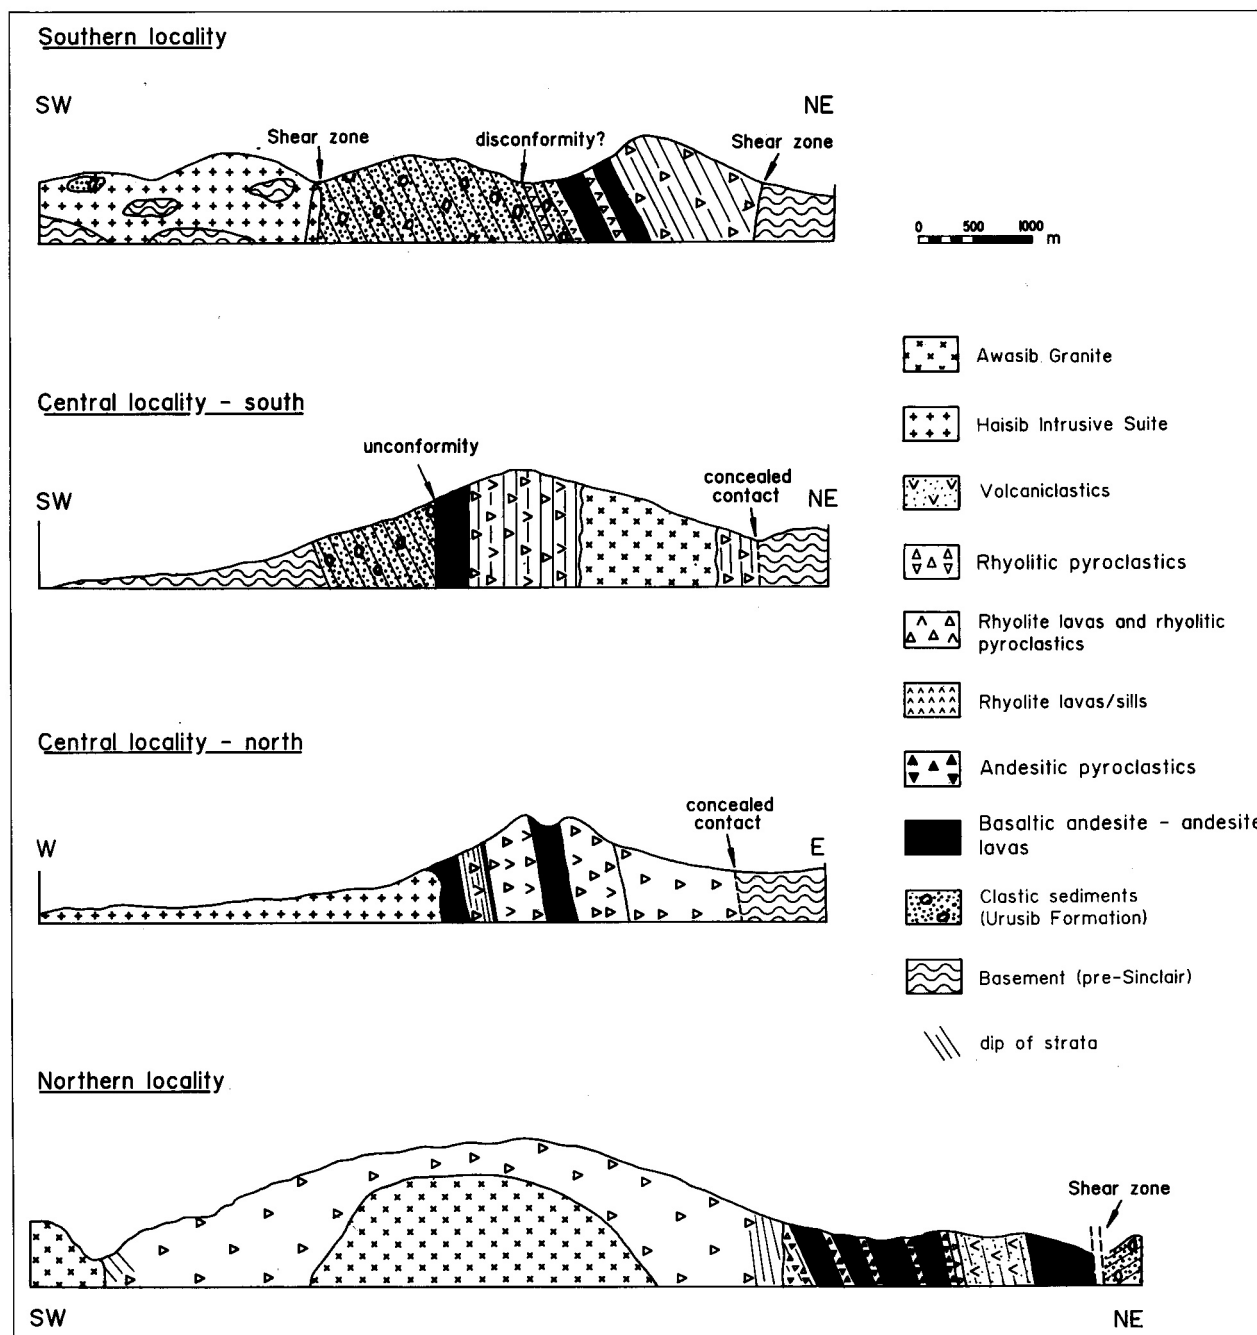 Southern locality
SW
NE
Shear zone
disconformity?
Shear zone
0 500 1000 m
Awasib Granite
Central locality - south
Haisib Intrusive Suite
unconformity
concealed
contact
SW
NE
Volcaniclastics
Rhyolitic pyroclastics
Rhyolite lavas and rhyolitic
pyroclastics
Rhyolite lavas/sills
Central locality - north
Andesitic pyroclastics
concealed
contact
W
E
Basaltic andesite - andesite
lavas
Clastic sediments
(Urusib Formation)
Basement (pre-Sinclair)
dip of strata
Northern locality
Shear zone
SW
NE